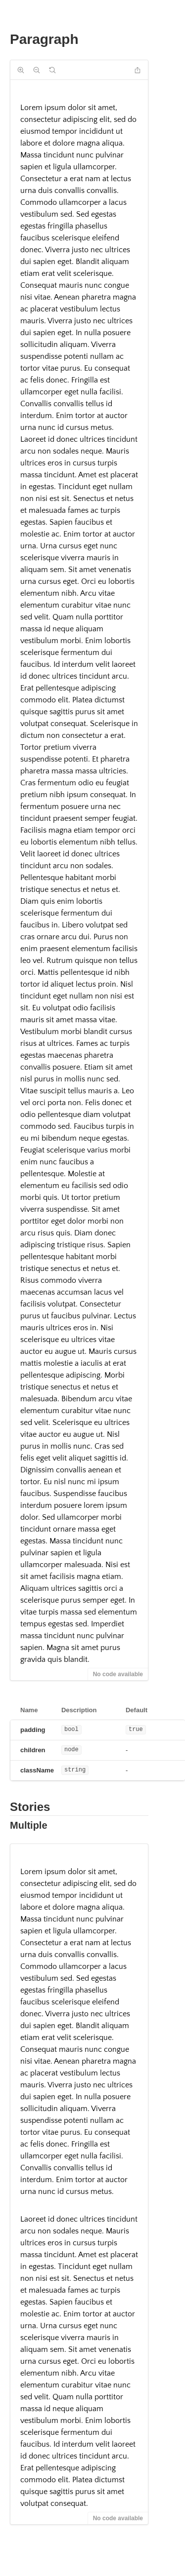 Paragraph
Lorem ipsum dolor sit amet,
consectetur adipiscing elit, sed do
eiusmod tempor incididunt ut
labore et dolore magna aliqua.
Massa tincidunt nunc pulvinar
sapien et ligula ullamcorper.
Consectetur a erat nam at lectus
urna duis convallis convallis.
Commodo ullamcorper a lacus
vestibulum sed. Sed egestas
egestas fringilla phasellus
faucibus scelerisque eleifend
donec. Viverra justo nec ultrices
dui sapien eget. Blandit aliquam
etiam erat velit scelerisque.
Consequat mauris nunc congue
nisi vitae. Aenean pharetra magna
ac placerat vestibulum lectus
mauris. Viverra justo nec ultrices
dui sapien eget. In nulla posuere
sollicitudin aliquam. Viverra
suspendisse potenti nullam ac
tortor vitae purus. Eu consequat
ac felis donec. Fringilla est
ullamcorper eget nulla facilisi.
Convallis convallis tellus id
interdum. Enim tortor at auctor
urna nunc id cursus metus.
Laoreet id donec ultrices tincidunt
arcu non sodales neque. Mauris
ultrices eros in cursus turpis
massa tincidunt. Amet est placerat
in egestas. Tincidunt eget nullam
non nisi est sit. Senectus et netus
et malesuada fames ac turpis
egestas. Sapien faucibus et
molestie ac. Enim tortor at auctor
urna. Urna cursus eget nunc
scelerisque viverra mauris in
aliquam sem. Sit amet venenatis
urna cursus eget. Orci eu lobortis
elementum nibh. Arcu vitae
elementum curabitur vitae nunc
sed velit. Quam nulla porttitor
massa id neque aliquam
vestibulum morbi. Enim lobortis
scelerisque fermentum dui
faucibus. Id interdum velit laoreet
id donec ultrices tincidunt arcu.
Erat pellentesque adipiscing
commodo elit. Platea dictumst
quisque sagittis purus sit amet
volutpat consequat. Scelerisque in
dictum non consectetur a erat.
Tortor pretium viverra
suspendisse potenti. Et pharetra
pharetra massa massa ultricies.
Cras fermentum odio eu feugiat
pretium nibh ipsum consequat. In
fermentum posuere urna nec
tincidunt praesent semper feugiat.
Facilisis magna etiam tempor orci
eu lobortis elementum nibh tellus.
Velit laoreet id donec ultrices
tincidunt arcu non sodales.
Pellentesque habitant morbi
tristique senectus et netus et.
Diam quis enim lobortis
scelerisque fermentum dui
faucibus in. Libero volutpat sed
cras ornare arcu dui. Purus non
enim praesent elementum facilisis
leo vel. Rutrum quisque non tellus
orci. Mattis pellentesque id nibh
tortor id aliquet lectus proin. Nisl
tincidunt eget nullam non nisi est
sit. Eu volutpat odio facilisis
mauris sit amet massa vitae.
Vestibulum morbi blandit cursus
risus at ultrices. Fames ac turpis
egestas maecenas pharetra
convallis posuere. Etiam sit amet
nisl purus in mollis nunc sed.
Vitae suscipit tellus mauris a. Leo
vel orci porta non. Felis donec et
odio pellentesque diam volutpat
commodo sed. Faucibus turpis in
eu mi bibendum neque egestas.
Feugiat scelerisque varius morbi
enim nunc faucibus a
pellentesque. Molestie at
elementum eu facilisis sed odio
morbi quis. Ut tortor pretium
viverra suspendisse. Sit amet
porttitor eget dolor morbi non
arcu risus quis. Diam donec
adipiscing tristique risus. Sapien
pellentesque habitant morbi
tristique senectus et netus et.
Risus commodo viverra
maecenas accumsan lacus vel
facilisis volutpat. Consectetur
purus ut faucibus pulvinar. Lectus
mauris ultrices eros in. Nisi
scelerisque eu ultrices vitae
auctor eu augue ut. Mauris cursus
mattis molestie a iaculis at erat
pellentesque adipiscing. Morbi
tristique senectus et netus et
malesuada. Bibendum arcu vitae
elementum curabitur vitae nunc
sed velit. Scelerisque eu ultrices
vitae auctor eu augue ut. Nisl
purus in mollis nunc. Cras sed
felis eget velit aliquet sagittis id.
Dignissim convallis aenean et
tortor. Eu nisl nunc mi ipsum
faucibus. Suspendisse faucibus
interdum posuere lorem ipsum
dolor. Sed ullamcorper morbi
tincidunt ornare massa eget
egestas. Massa tincidunt nunc
pulvinar sapien et ligula
ullamcorper malesuada. Nisi est
sit amet facilisis magna etiam.
Aliquam ultrices sagittis orci a
scelerisque purus semper eget. In
vitae turpis massa sed elementum
tempus egestas sed. Imperdiet
massa tincidunt nunc pulvinar
sapien. Magna sit amet purus
gravida quis blandit.
No code available
Name Description Default
padding bool true
children node -
className string -
Stories
Multiple
Lorem ipsum dolor sit amet,
consectetur adipiscing elit, sed do
eiusmod tempor incididunt ut
labore et dolore magna aliqua.
Massa tincidunt nunc pulvinar
sapien et ligula ullamcorper.
Consectetur a erat nam at lectus
urna duis convallis convallis.
Commodo ullamcorper a lacus
vestibulum sed. Sed egestas
egestas fringilla phasellus
faucibus scelerisque eleifend
donec. Viverra justo nec ultrices
dui sapien eget. Blandit aliquam
etiam erat velit scelerisque.
Consequat mauris nunc congue
nisi vitae. Aenean pharetra magna
ac placerat vestibulum lectus
mauris. Viverra justo nec ultrices
dui sapien eget. In nulla posuere
sollicitudin aliquam. Viverra
suspendisse potenti nullam ac
tortor vitae purus. Eu consequat
ac felis donec. Fringilla est
ullamcorper eget nulla facilisi.
Convallis convallis tellus id
interdum. Enim tortor at auctor
urna nunc id cursus metus.
Laoreet id donec ultrices tincidunt
arcu non sodales neque. Mauris
ultrices eros in cursus turpis
massa tincidunt. Amet est placerat
in egestas. Tincidunt eget nullam
non nisi est sit. Senectus et netus
et malesuada fames ac turpis
egestas. Sapien faucibus et
molestie ac. Enim tortor at auctor
urna. Urna cursus eget nunc
scelerisque viverra mauris in
aliquam sem. Sit amet venenatis
urna cursus eget. Orci eu lobortis
elementum nibh. Arcu vitae
elementum curabitur vitae nunc
sed velit. Quam nulla porttitor
massa id neque aliquam
vestibulum morbi. Enim lobortis
scelerisque fermentum dui
faucibus. Id interdum velit laoreet
id donec ultrices tincidunt arcu.
Erat pellentesque adipiscing
commodo elit. Platea dictumst
quisque sagittis purus sit amet
volutpat consequat.
No code available